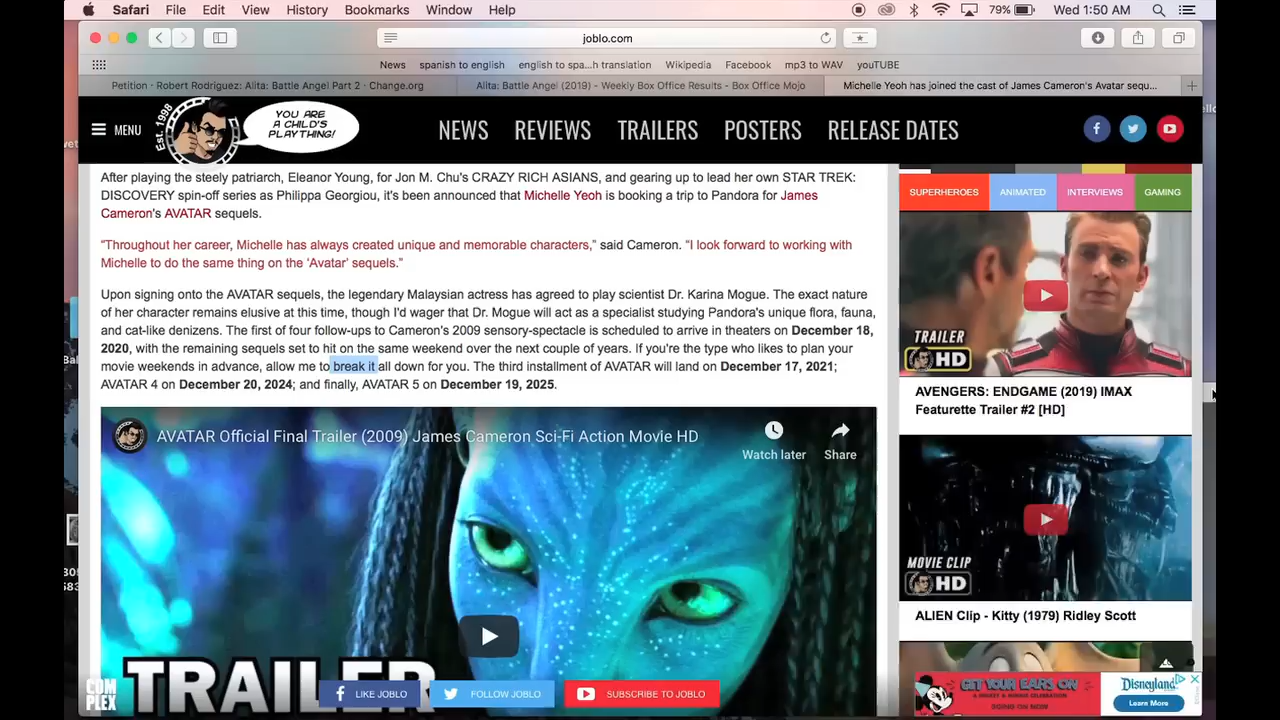 Safari File Edit View History Bookmarks Window Help
79% Wed 1:50 AM
joblo.com
News spanish to english english to spa...h translation Wikipedia Facebook mp3 to WAV youTUBE
Petition · Robert Rodriguez: Alita: Battle Angel Part 2 · Change.org
Alita: Battle Angel (2019) - Weekly Box Office Results - Box Office Mojo
Michelle Yeoh has joined the cast of James Cameron's Avatar sequ...
MENU
Est. 1998
YOU ARE
A CHILD'S
PLAYTHING!
NEWS REVIEWS TRAILERS POSTERS RELEASE DATES
After playing the steely patriarch, Eleanor Young, for Jon M. Chu's CRAZY RICH ASIANS, and gearing up to lead her own STAR TREK:
DISCOVERY spin-off series as Philippa Georgiou, it's been announced that Michelle Yeoh is booking a trip to Pandora for James
Cameron's AVATAR sequels.
"Throughout her career, Michelle has always created unique and memorable characters,” said Cameron. “I look forward to working with
Michelle to do the same thing on the ‘Avatar’ sequels.”
Upon signing onto the AVATAR sequels, the legendary Malaysian actress has agreed to play scientist Dr. Karina Mogue. The exact nature
of her character remains elusive at this time, though I'd wager that Dr. Mogue will act as a specialist studying Pandora's unique flora, fauna,
and cat-like denizens. The first of four follow-ups to Cameron's 2009 sensory-spectacle is scheduled to arrive in theaters on December 18,
2020, with the remaining sequels set to hit on the same weekend over the next couple of years. If you're the type who likes to plan your
movie weekends in advance, allow me to break it all down for you. The third installment of AVATAR will land on December 17, 2021;
AVATAR 4 on December 20, 2024; and finally, AVATAR 5 on December 19, 2025.
AVATAR Official Final Trailer (2009) James Cameron Sci-Fi Action Movie HD
Watch later Share
TRAILER
COM
PLEX
LIKE JOBLO
FOLLOW JOBLO
SUBSCRIBE TO JOBLO
SUPERHEROES ANIMATED INTERVIEWS GAMING
TRAILER
HD
AVENGERS: ENDGAME (2019) IMAX
Featurette Trailer #2 [HD]
MOVIE CLIP
HD
ALIEN Clip - Kitty (1979) Ridley Scott
GET YOUR EARS ON
GOING ON NOW
Disneyland
Learn More